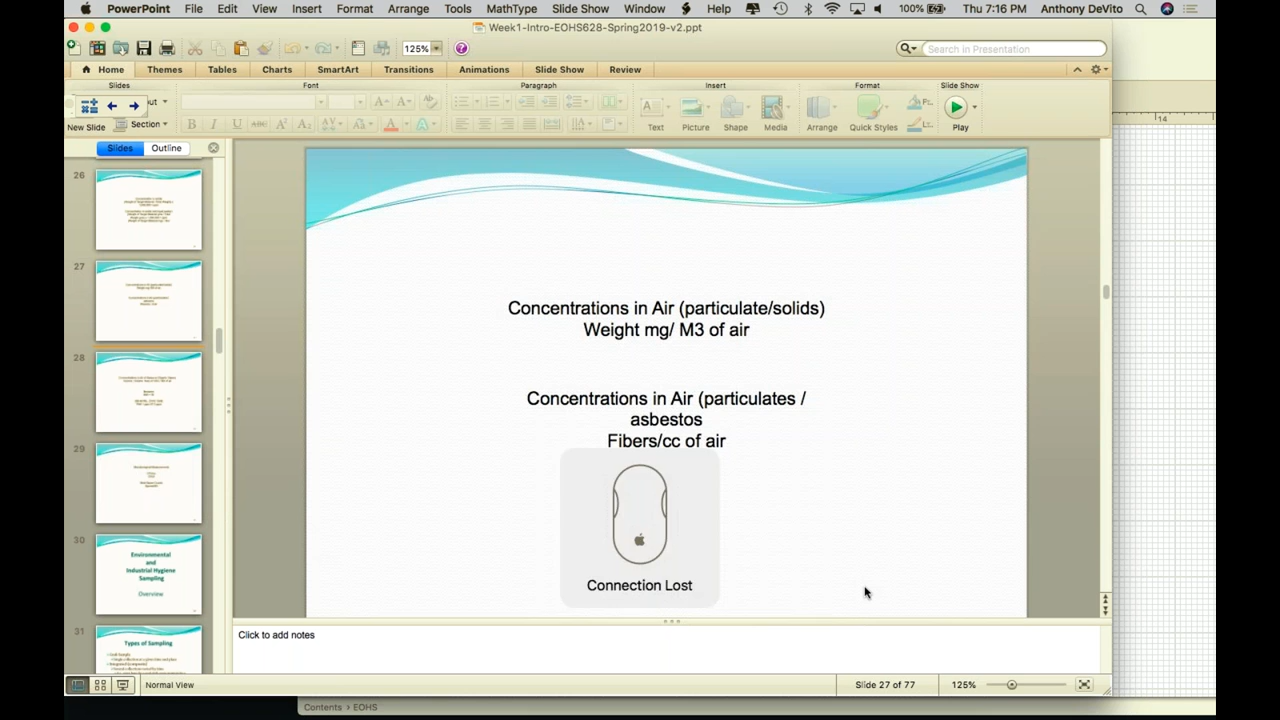 PowerPoint File Edit View Insert Format Arrange Tools MathType Slide Show Window Help 100% Thu 7:16 PM Anthony DeVito
Week1-Intro-EOHS628-Spring2019-v2.ppt
125% Search in Presentation
Home Themes Tables Charts SmartArt Transitions Animations Slide Show Review
Slides Font Paragraph Insert Format Slide Show
New Slide Section Text Picture Shape Media Arrange Quick Styles Play
Slides Outline
14
26
27
28
29
30
Environmental
and
Industrial Hygiene
Sampling
Overview
31
Types of Sampling
Concentrations in Air (particulate/solids)
Weight mg/ M3 of air
Concentrations in Air (particulates /
asbestos
Fibers/cc of air
Connection Lost
Click to add notes
Normal View Slide 27 of 77 125%
Contents › EOHS